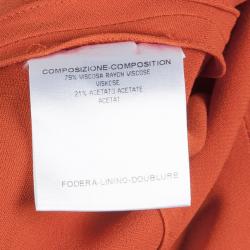 COMPOSIZIONE-COMPOSITION
79% VISCOSA RAYON VISCOSE
VISKOSE
21% ACETATO ACETATE
ACETAT
FODERA-LINING-DOUBLURE